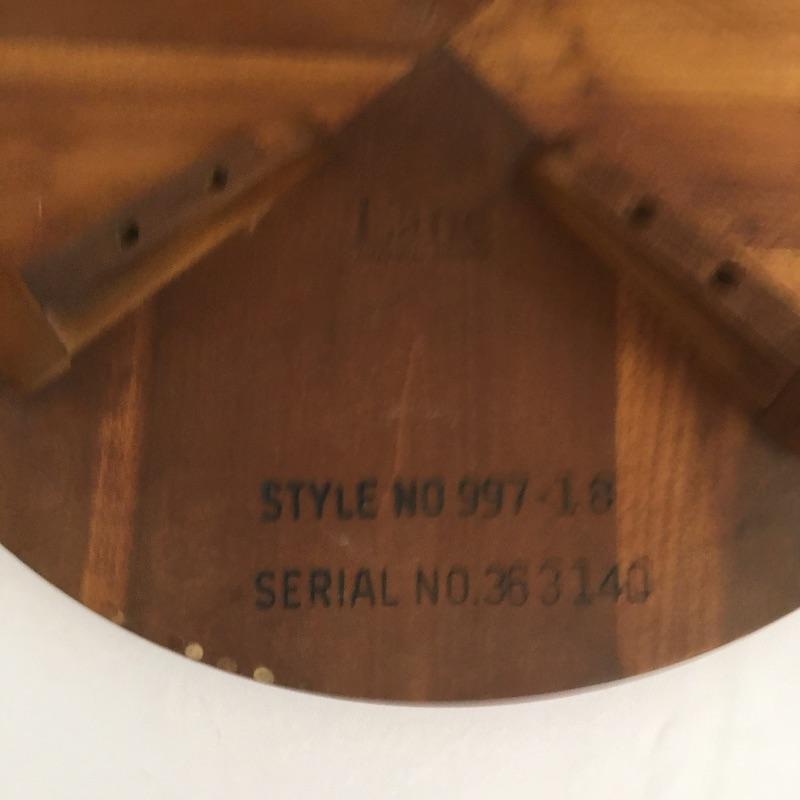 Lane
STYLE NO 997-18
SERIAL NO.363140